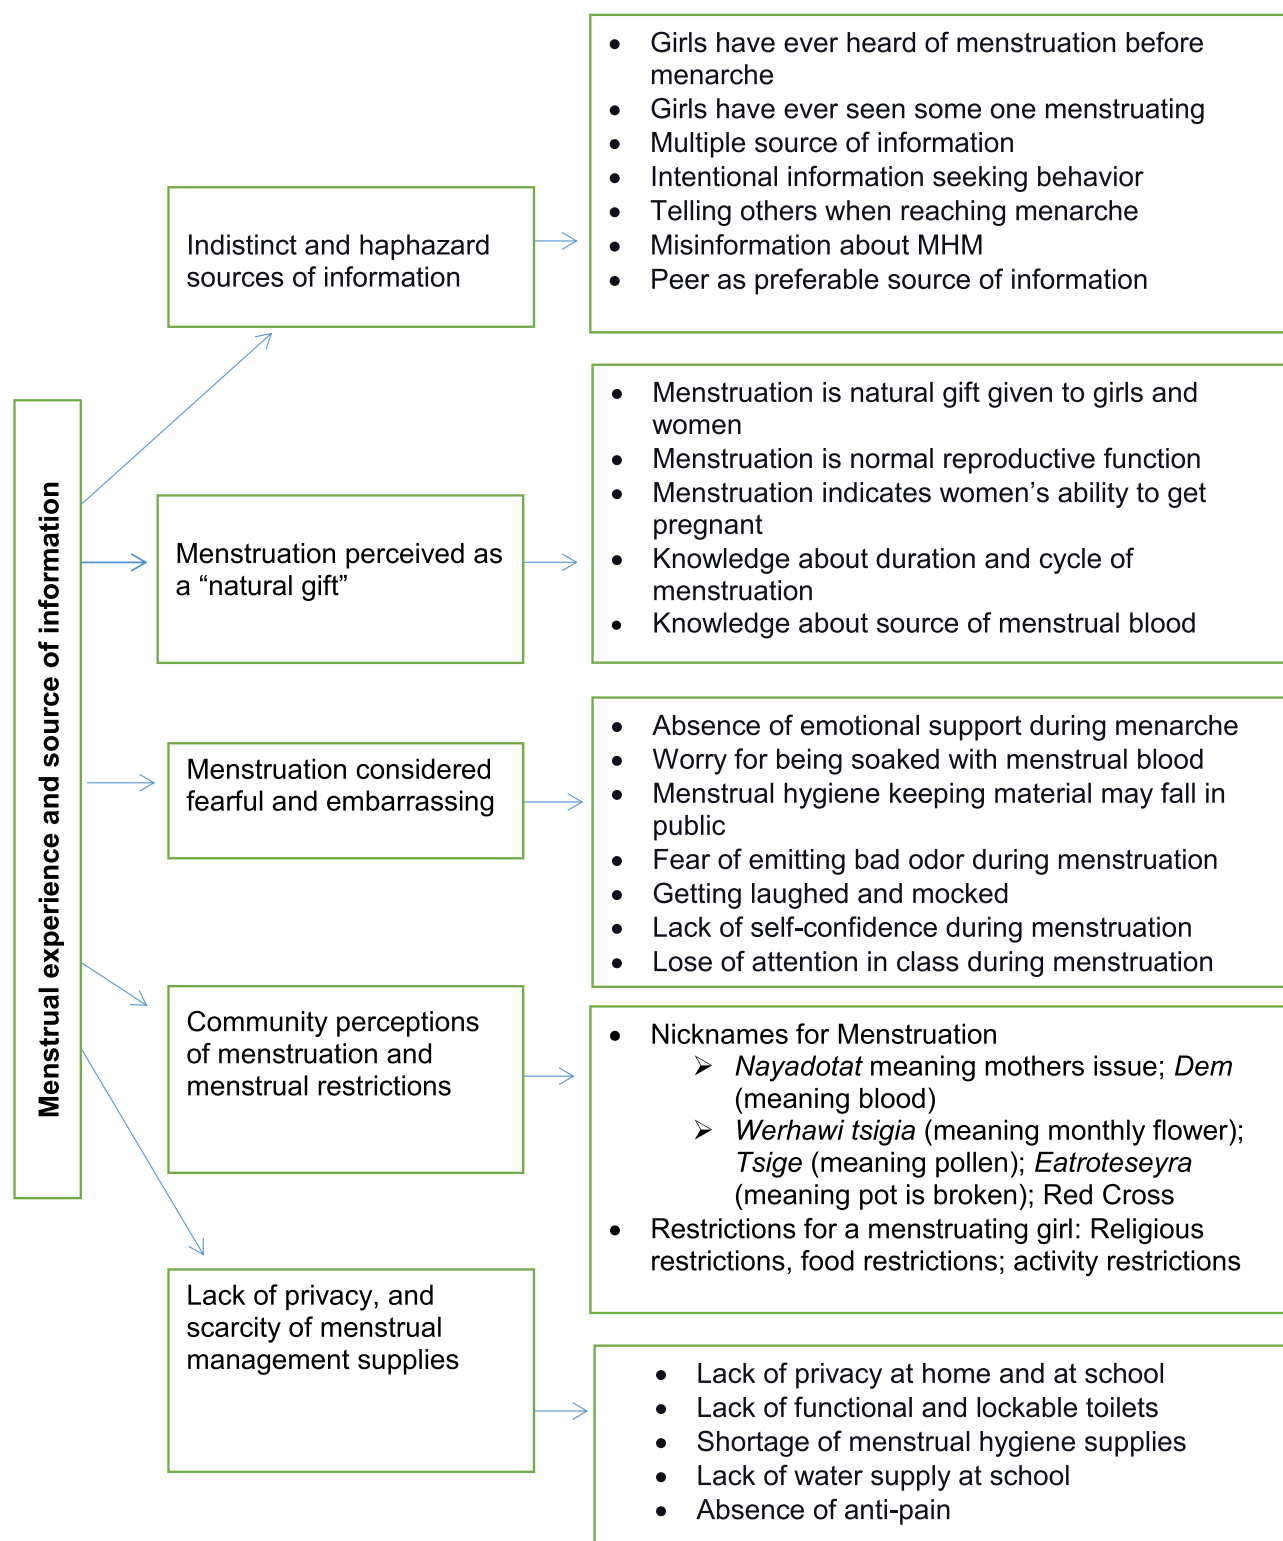 Menstrual experience and source of information
Indistinct and haphazard
sources of information
• Girls have ever heard of menstruation before
menarche
• Girls have ever seen some one menstruating
• Multiple source of information
• Intentional information seeking behavior
• Telling others when reaching menarche
• Misinformation about MHM
• Peer as preferable source of information
Menstruation perceived as
a “natural gift”
• Menstruation is natural gift given to girls and
women
• Menstruation is normal reproductive function
• Menstruation indicates women’s ability to get
pregnant
• Knowledge about duration and cycle of
menstruation
• Knowledge about source of menstrual blood
Menstruation considered
fearful and embarrassing
• Absence of emotional support during menarche
• Worry for being soaked with menstrual blood
• Menstrual hygiene keeping material may fall in
public
• Fear of emitting bad odor during menstruation
• Getting laughed and mocked
• Lack of self-confidence during menstruation
• Lose of attention in class during menstruation
Community perceptions
of menstruation and
menstrual restrictions
• Nicknames for Menstruation
➢ Nayadotat meaning mothers issue; Dem
(meaning blood)
➢ Werhawi tsigia (meaning monthly flower);
Tsige (meaning pollen); Eatroteseyra
(meaning pot is broken); Red Cross
• Restrictions for a menstruating girl: Religious
restrictions, food restrictions; activity restrictions
Lack of privacy, and
scarcity of menstrual
management supplies
• Lack of privacy at home and at school
• Lack of functional and lockable toilets
• Shortage of menstrual hygiene supplies
• Lack of water supply at school
• Absence of anti-pain